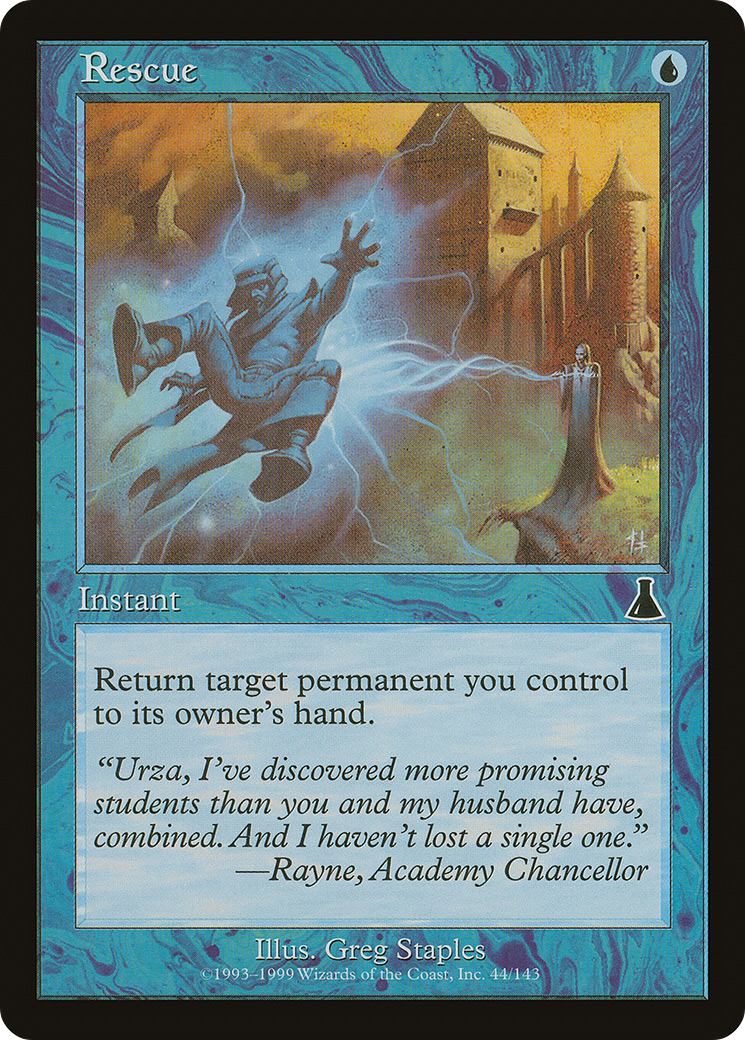 Rescue
Instant
Return target permanent you control
to its owner's hand.
“Urza, I've discovered more promising
students than you and my husband have,
combined. And I haven't lost a single one.”
—Rayne, Academy Chancellor
Illus. Greg Staples
©1993–1999 Wizards of the Coast, Inc. 44/143